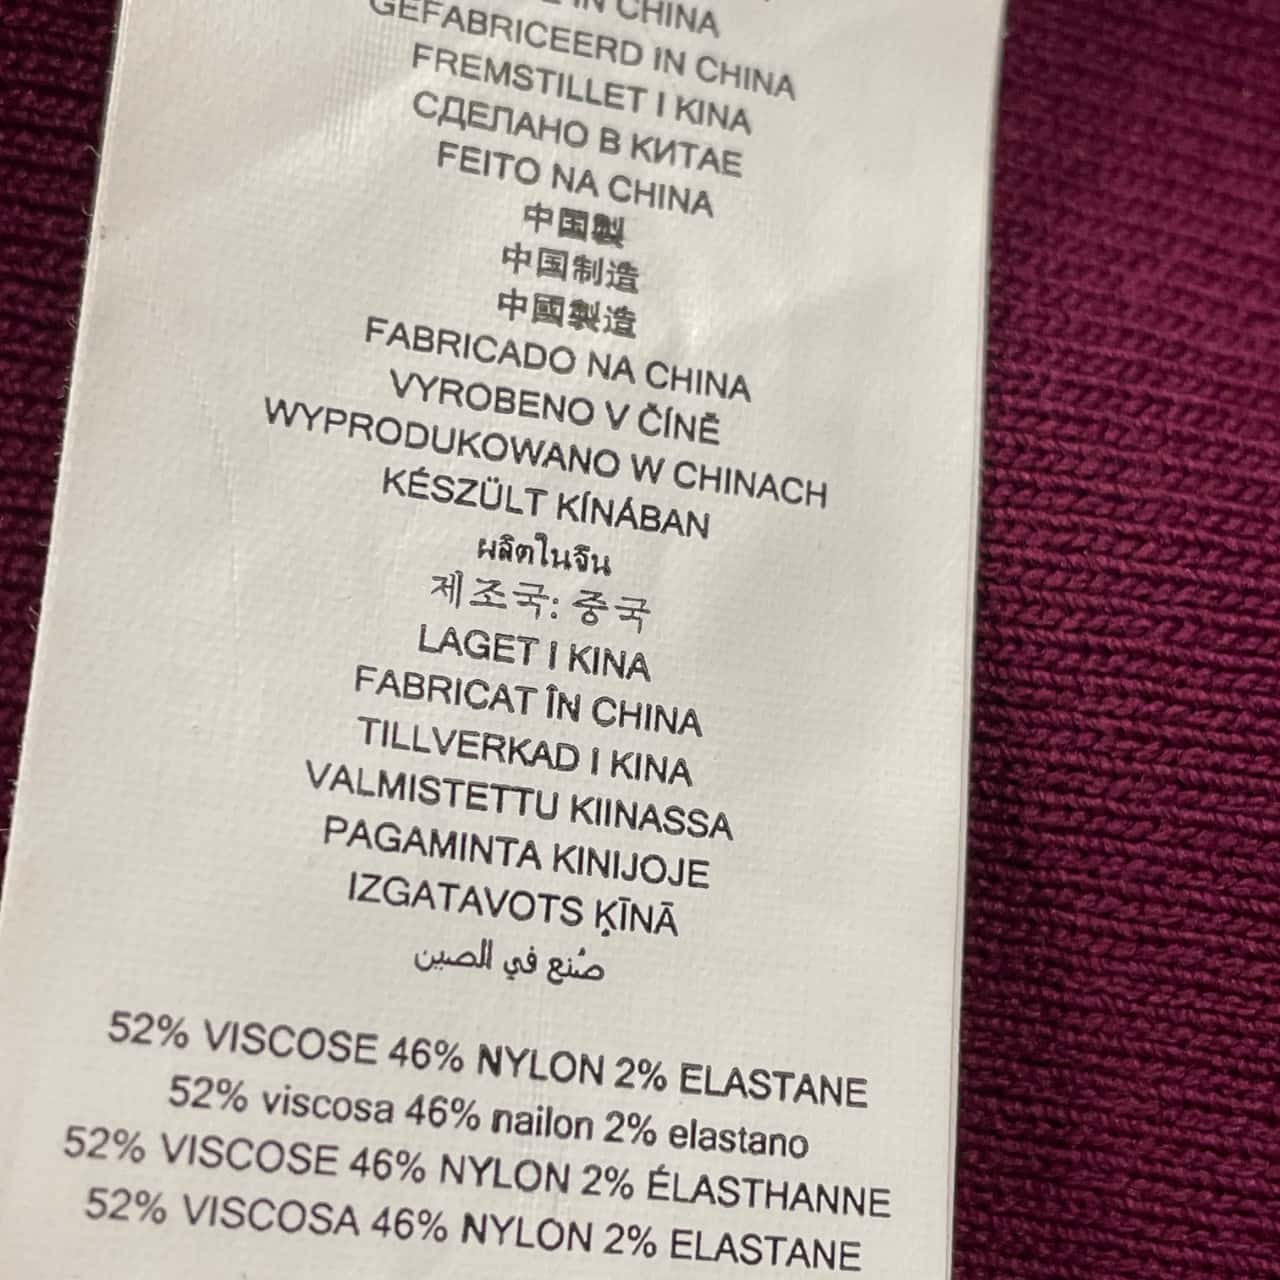 IN CHINA
GEFABRICEERD IN CHINA
FREMSTILLET I KINA
СДЕЛАНО В КИТАЕ
FEITO NA CHINA
中国製
中国制造
中國製造
FABRICADO NA CHINA
VYROBENO V ČÍNĚ
WYPRODUKOWANO W CHINACH
KÉSZÜLT KÍNÁBAN
ผลิตในจีน
제조국: 중국
LAGET I KINA
FABRICAT ÎN CHINA
TILLVERKAD I KINA
VALMISTETTU KIINASSA
PAGAMINTA KINIJOJE
IZGATAVOTS ĶĪNĀ
صُنع في الصين
52% VISCOSE 46% NYLON 2% ELASTANE
52% viscosa 46% nailon 2% elastano
52% VISCOSE 46% NYLON 2% ÉLASTHANNE
52% VISCOSA 46% NYLON 2% ELASTANE